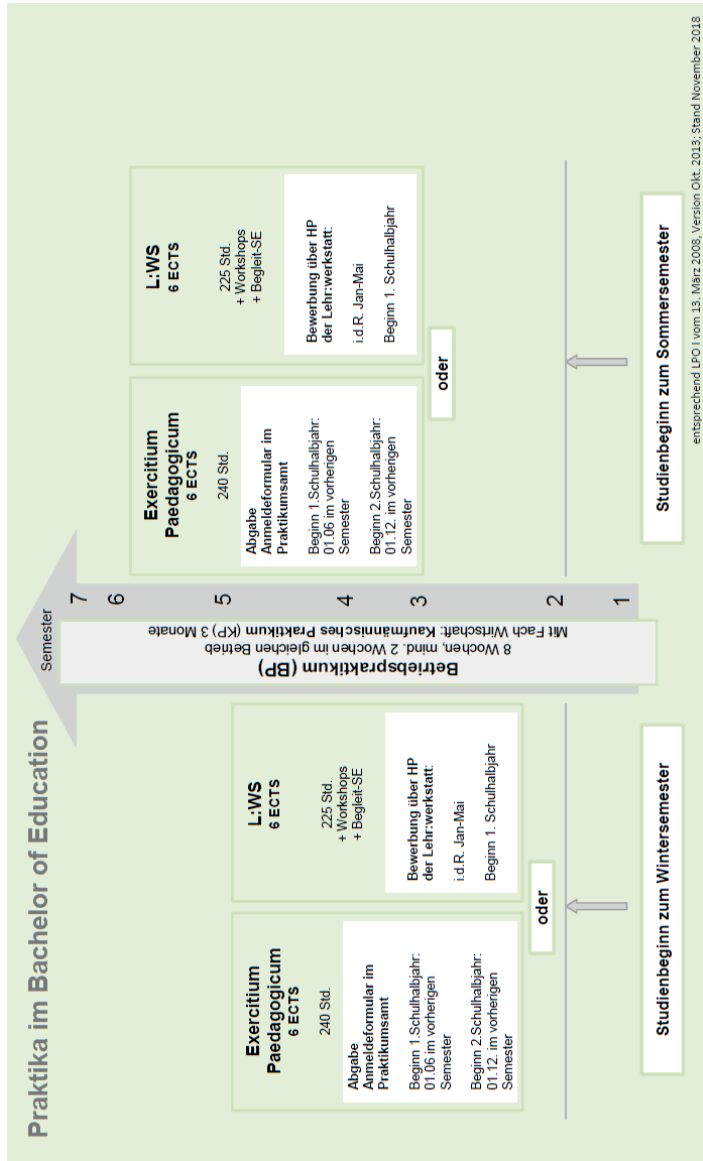 Praktika im Bachelor of Education
Exercitium
Paedagogicum
6 ECTS
240 Std.
Abgabe
Anmeldeformular im
Praktikumsamt
Beginn 1.Schulhalbjahr:
01.06 im vorherigen
Semester
Beginn 2.Schulhalbjahr:
01.12. im vorherigen
Semester
L:WS
6 ECTS
225 Std.
+ Workshops
+ Begleit-SE
Bewerbung über HP
der Lehr:werkstatt:
i.d.R. Jan-Mai
Beginn 1. Schulhalbjahr
oder
Studienbeginn zum Wintersemester
Semester
7
6
5
4
3
2
1
Betriebspraktikum (BP)
8 Wochen, mind. 2 Wochen im gleichen Betrieb
Mit Fach Wirtschaft: Kaufmännisches Praktikum (KP) 3 Monate
Exercitium
Paedagogicum
6 ECTS
240 Std.
Abgabe
Anmeldeformular im
Praktikumsamt
Beginn 1.Schulhalbjahr:
01.06 im vorherigen
Semester
Beginn 2.Schulhalbjahr:
01.12. im vorherigen
Semester
L:WS
6 ECTS
225 Std.
+ Workshops
+ Begleit-SE
Bewerbung über HP
der Lehr:werkstatt:
i.d.R. Jan-Mai
Beginn 1. Schulhalbjahr
oder
Studienbeginn zum Sommersemester
entsprechend LPO I vom 13. März 2008, Version Okt. 2013; Stand November 2018